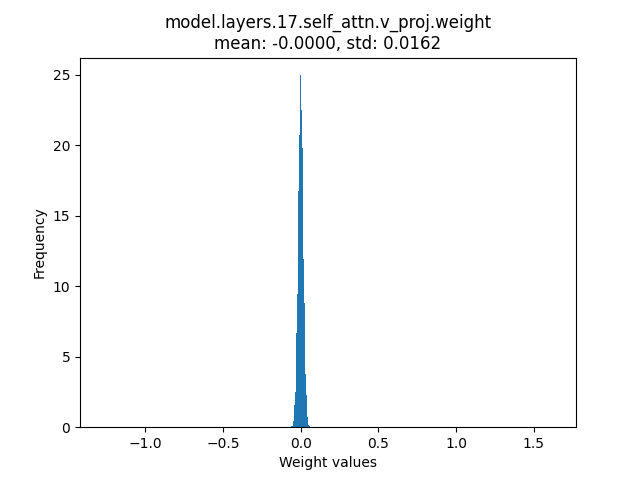 model.layers.17.self_attn.v_proj.weight
mean: -0.0000, std: 0.0162
25
20
15
10
5
0
Frequency
−1.0 −0.5 0.0 0.5 1.0 1.5
Weight values